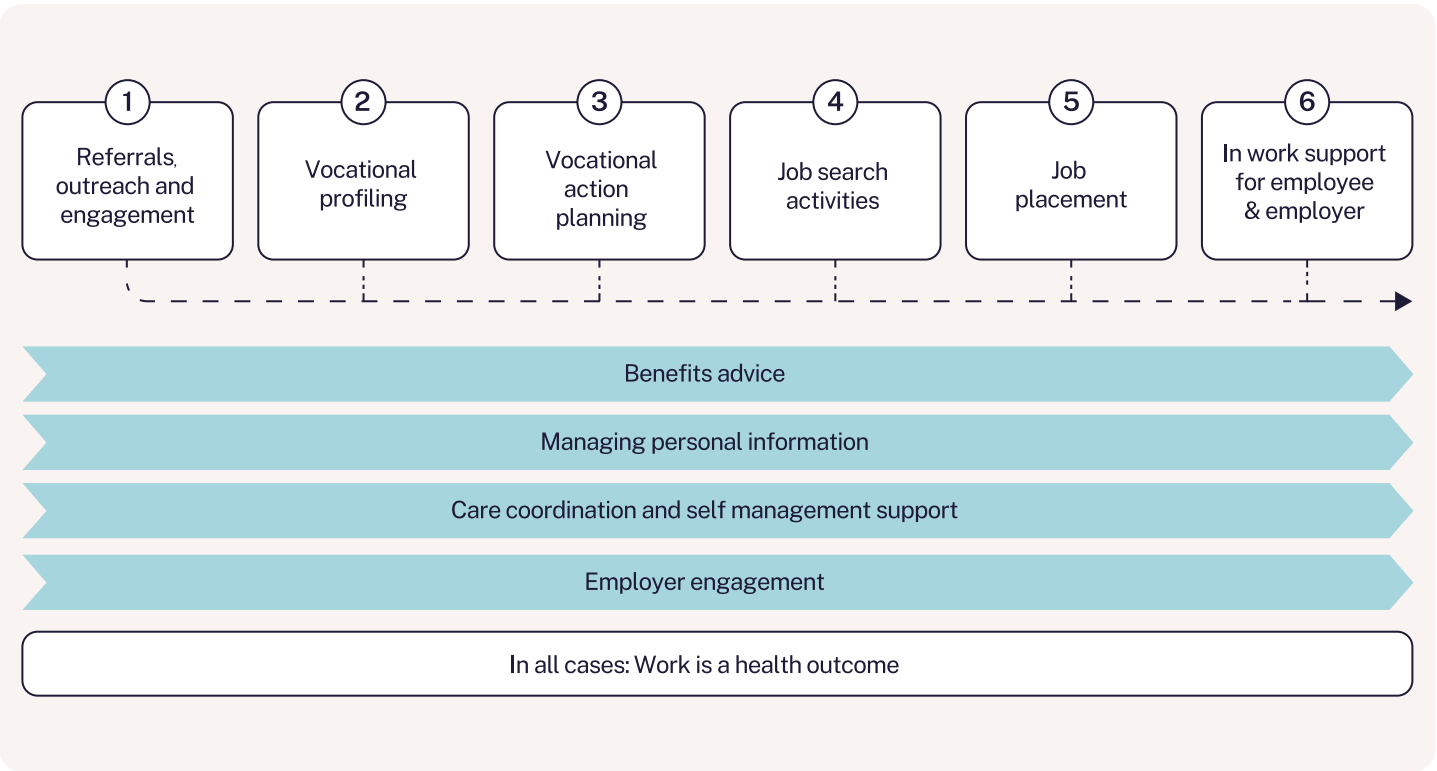 1
Referrals,
outreach and
engagement
2
Vocational
profiling
3
Vocational
action
planning
4
Job search
activities
5
Job
placement
6
In work support
for employee
& employer
Benefits advice
Managing personal information
Care coordination and self management support
Employer engagement
In all cases: Work is a health outcome